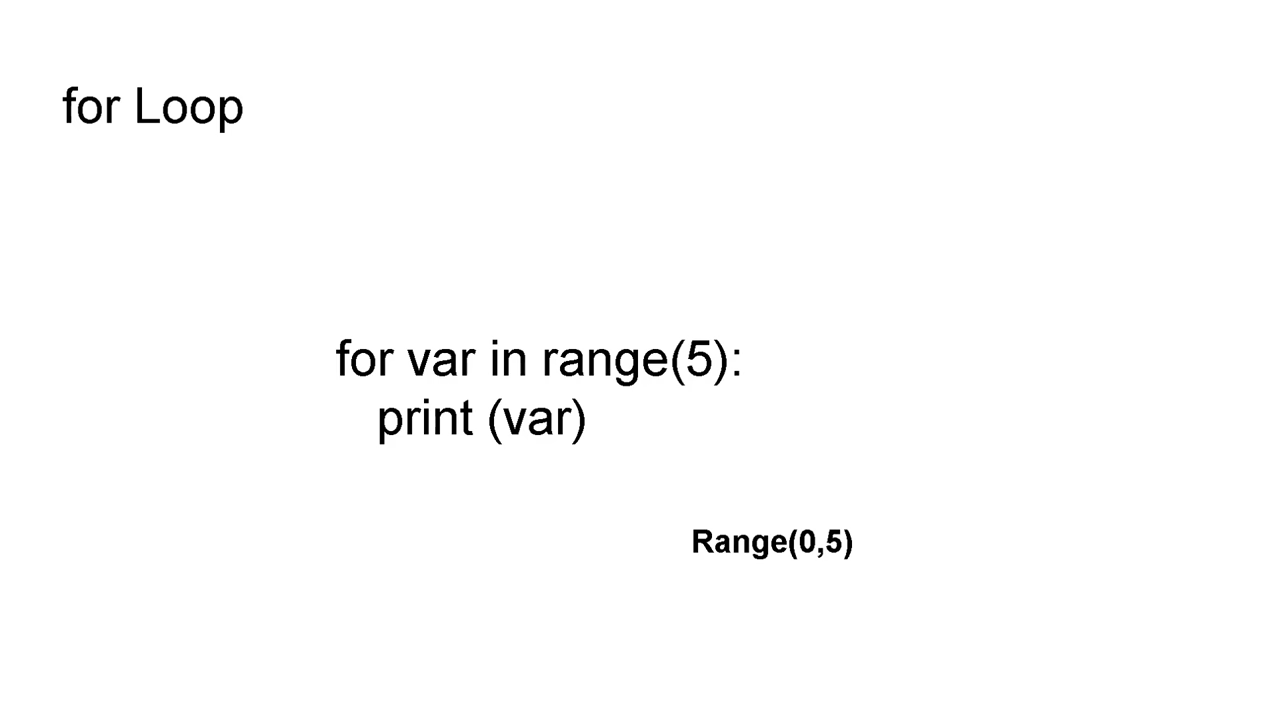 for Loop
for var in range(5):
print (var)
Range(0,5)